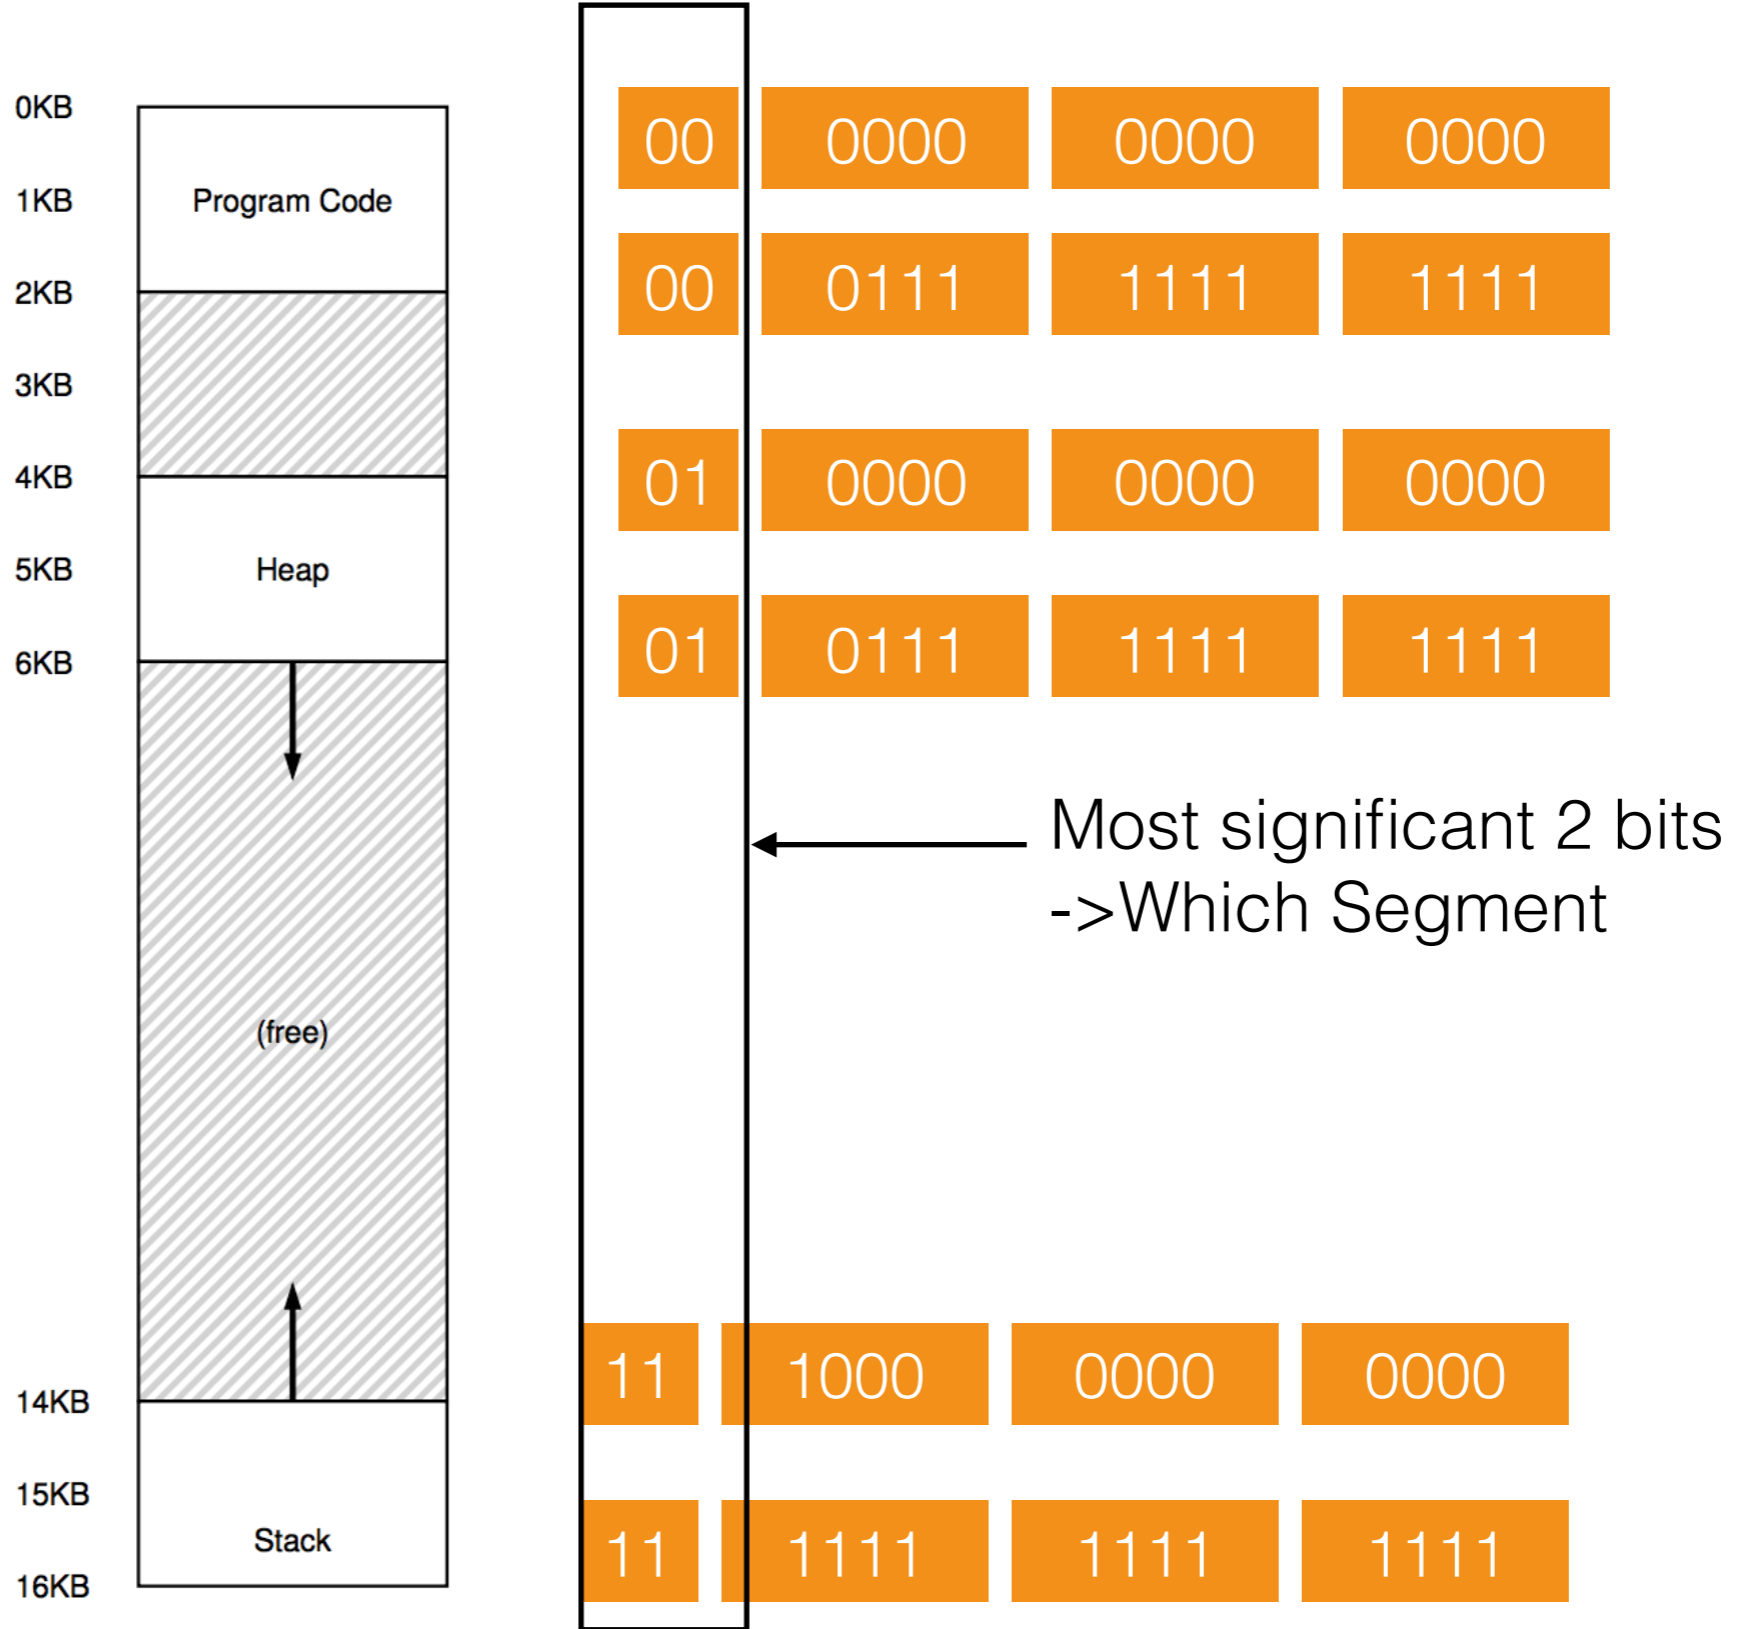 0KB
1KB
Program Code
2KB
3KB
4KB
5KB
Heap
6KB
(free)
14KB
15KB
Stack
16KB
00 0000 0000 0000
00 0111 1111 1111
01 0000 0000 0000
01 0111 1111 1111
Most significant 2 bits
->Which Segment
11 1000 0000 0000
11 1111 1111 1111